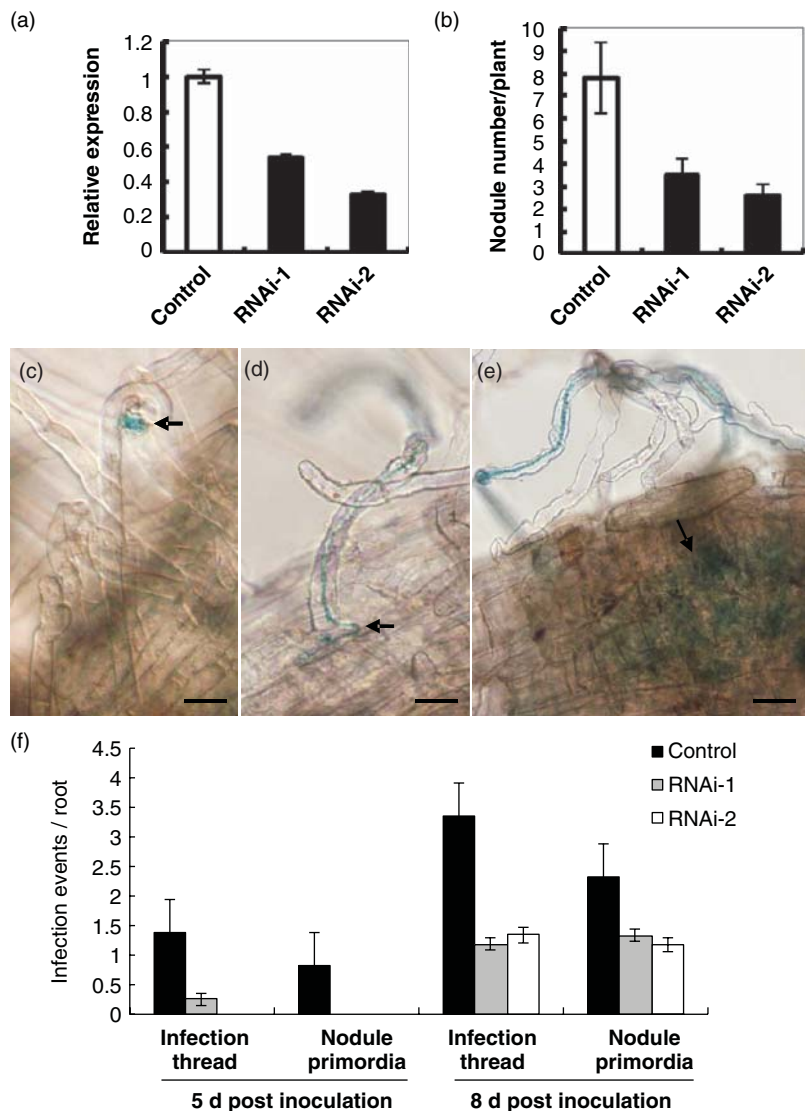 (a)
1.2
1
0.8
0.6
0.4
0.2
0
Relative expression
Control
RNAi-1
RNAi-2
(b)
10
9
8
7
6
5
4
3
2
1
0
Nodule number/plant
Control
RNAi-1
RNAi-2
(c)
(d)
(e)
(f)
4.5
4
3.5
3
2.5
2
1.5
1
0.5
0
Infection events / root
Control
RNAi-1
RNAi-2
Infection thread
Nodule primordia
Infection thread
Nodule primordia
5 d post inoculation
8 d post inoculation